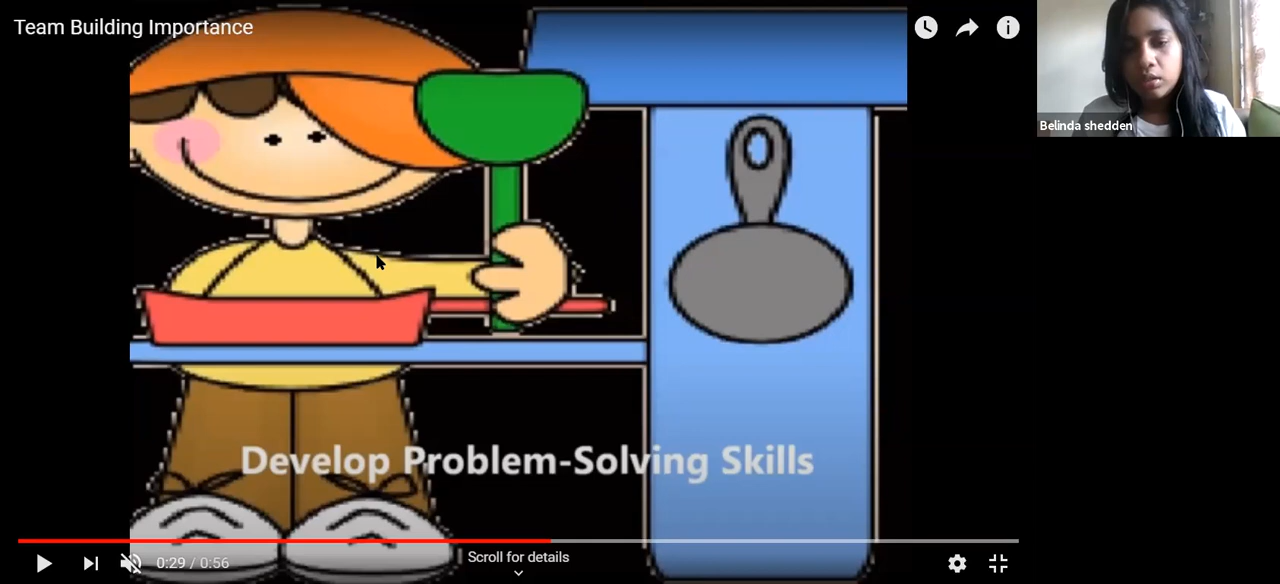 Team Building Importance
Belinda shedden
Develop Problem-Solving Skills
0:29 / 0:56
Scroll for details